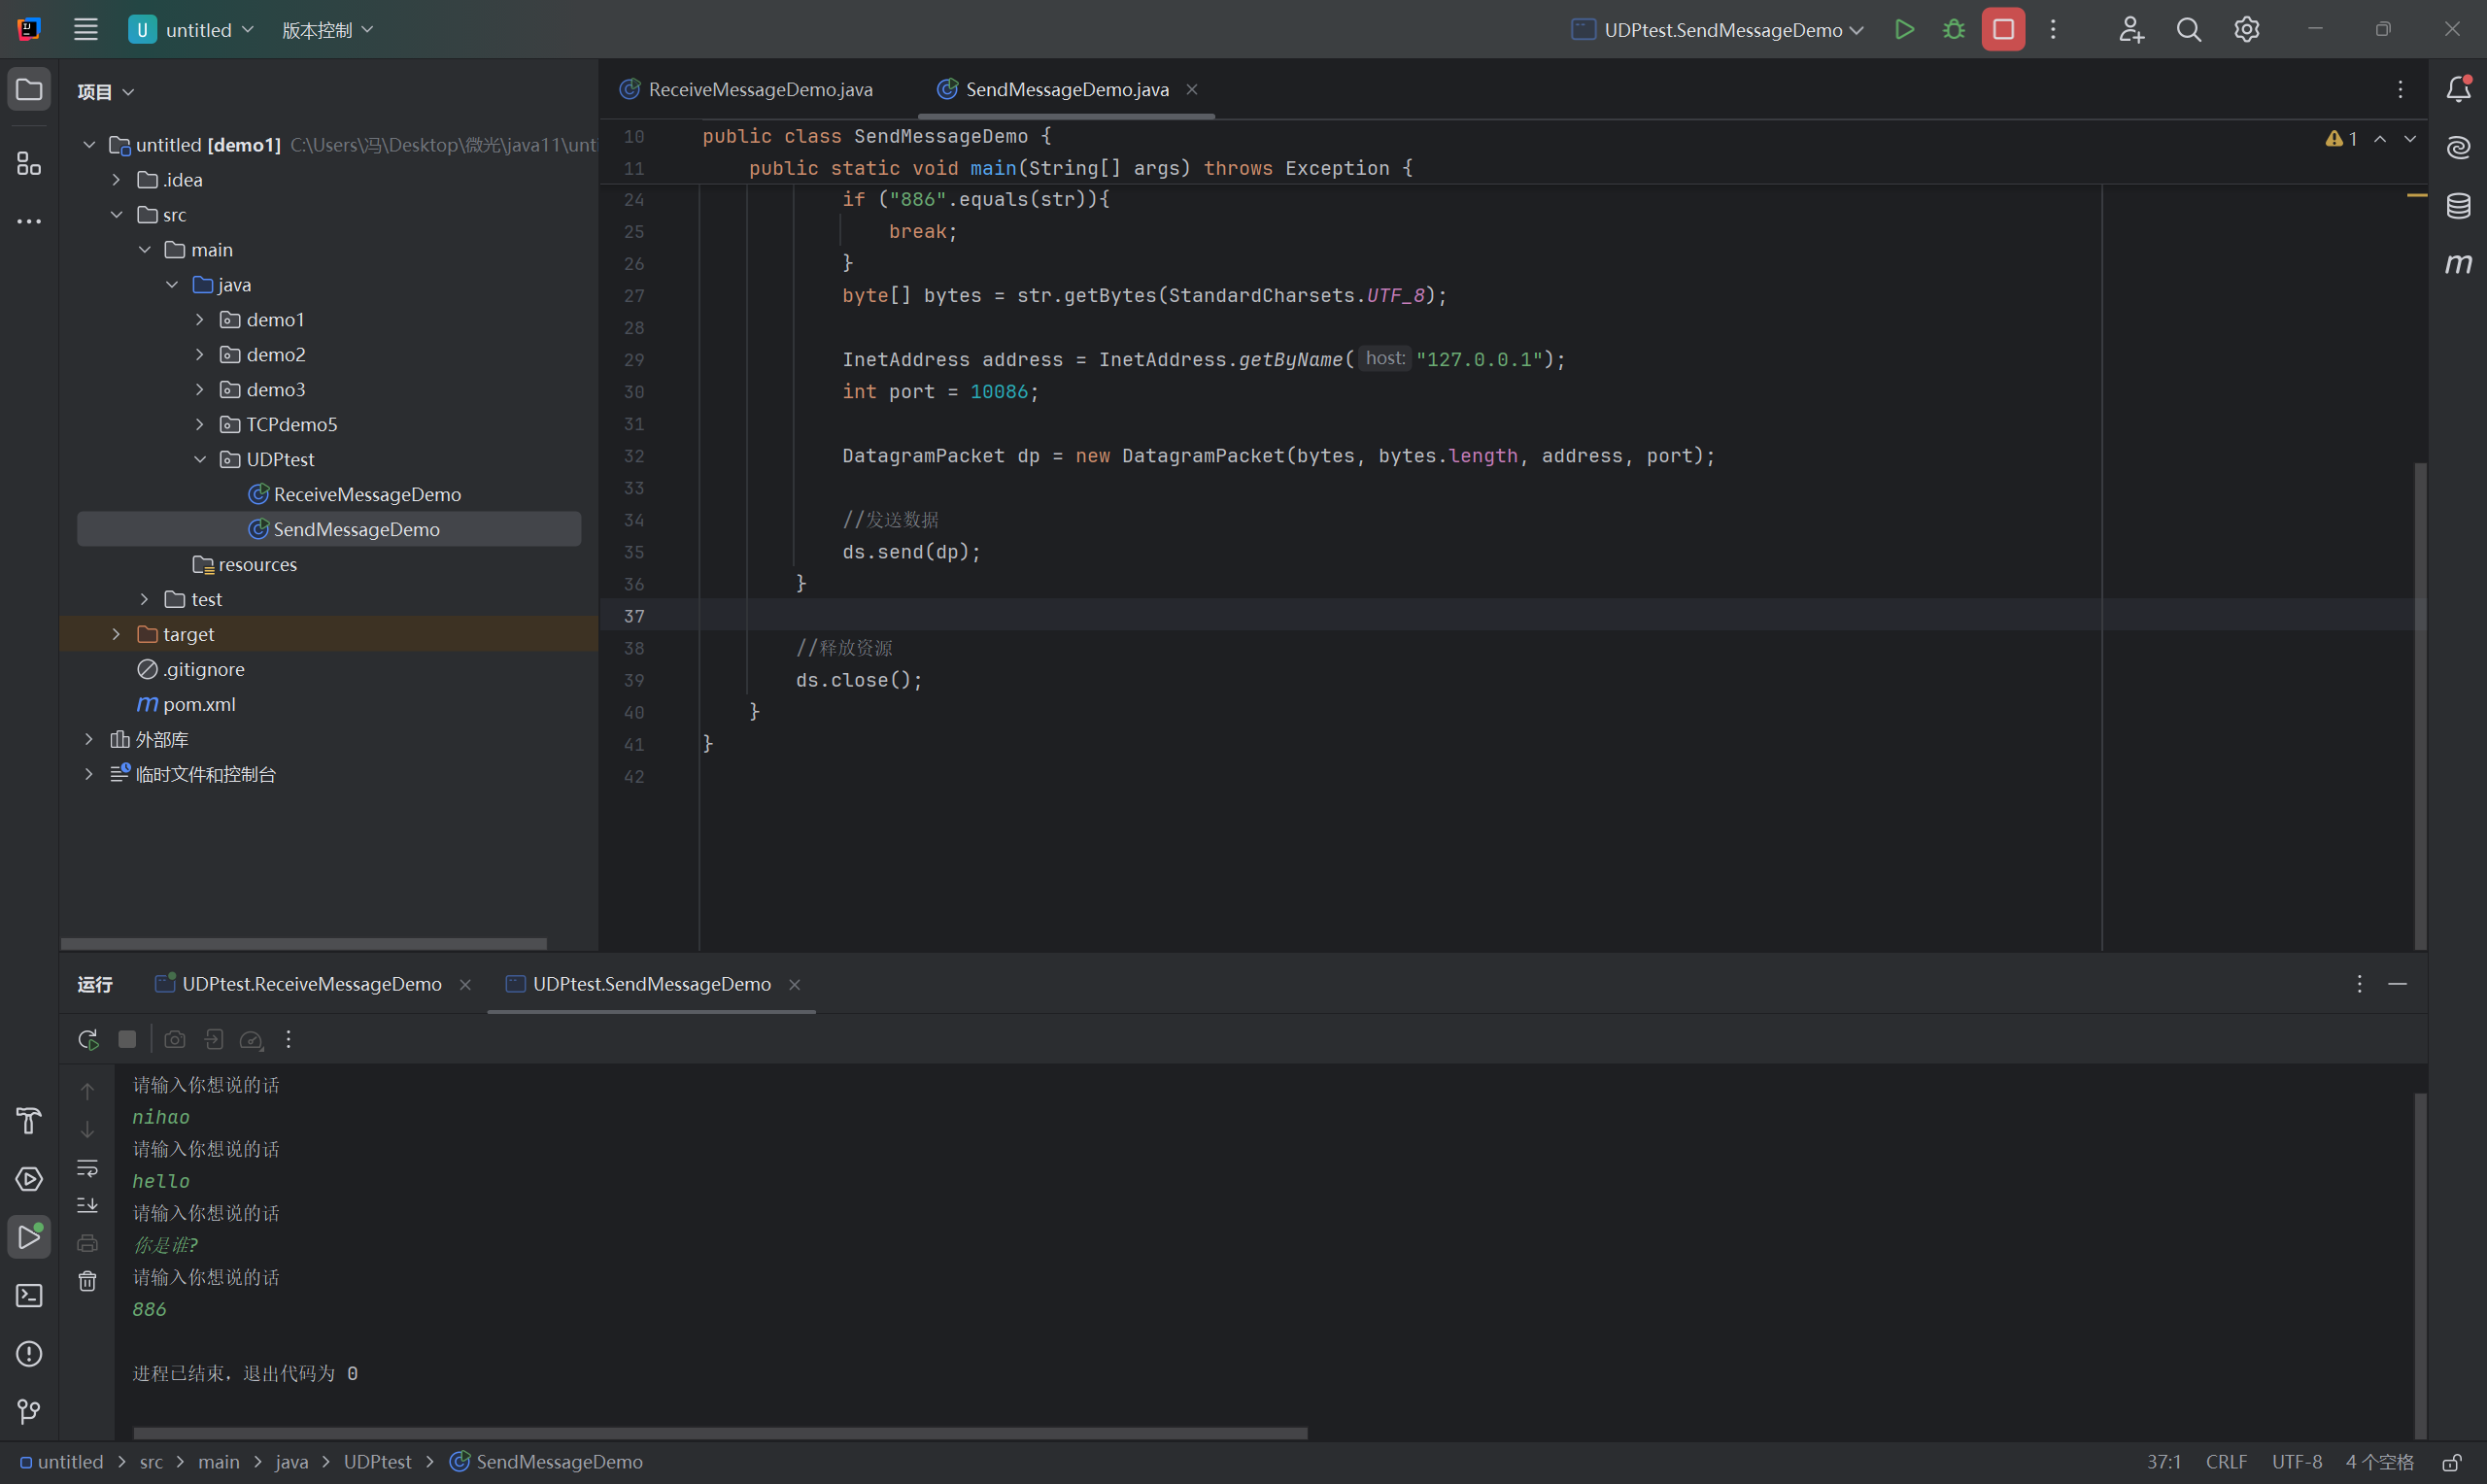 U untitled 版本控制 UDPtest.SendMessageDemo
项目
untitled [demo1] C:\Users\冯\Desktop\微光\java11\unt
.idea
src
main
java
demo1
demo2
demo3
TCPdemo5
UDPtest
ReceiveMessageDemo
SendMessageDemo
resources
test
target
.gitignore
m pom.xml
外部库
临时文件和控制台
ReceiveMessageDemo.java SendMessageDemo.java
1
10 public class SendMessageDemo {
11 public static void main(String[] args) throws Exception {
24 if ("886".equals(str)){
25 break;
26 }
27 byte[] bytes = str.getBytes(StandardCharsets.UTF_8);
28
29 InetAddress address = InetAddress.getByName( host: "127.0.0.1");
30 int port = 10086;
31
32 DatagramPacket dp = new DatagramPacket(bytes, bytes.length, address, port);
33
34 //发送数据
35 ds.send(dp);
36 }
37
38 //释放资源
39 ds.close();
40 }
41 }
42
m
运行 UDPtest.ReceiveMessageDemo UDPtest.SendMessageDemo
请输入你想说的话
nihao
请输入你想说的话
hello
请输入你想说的话
你是谁?
请输入你想说的话
886
进程已结束，退出代码为 0
untitled > src > main > java > UDPtest > SendMessageDemo 37:1 CRLF UTF-8 4 个空格